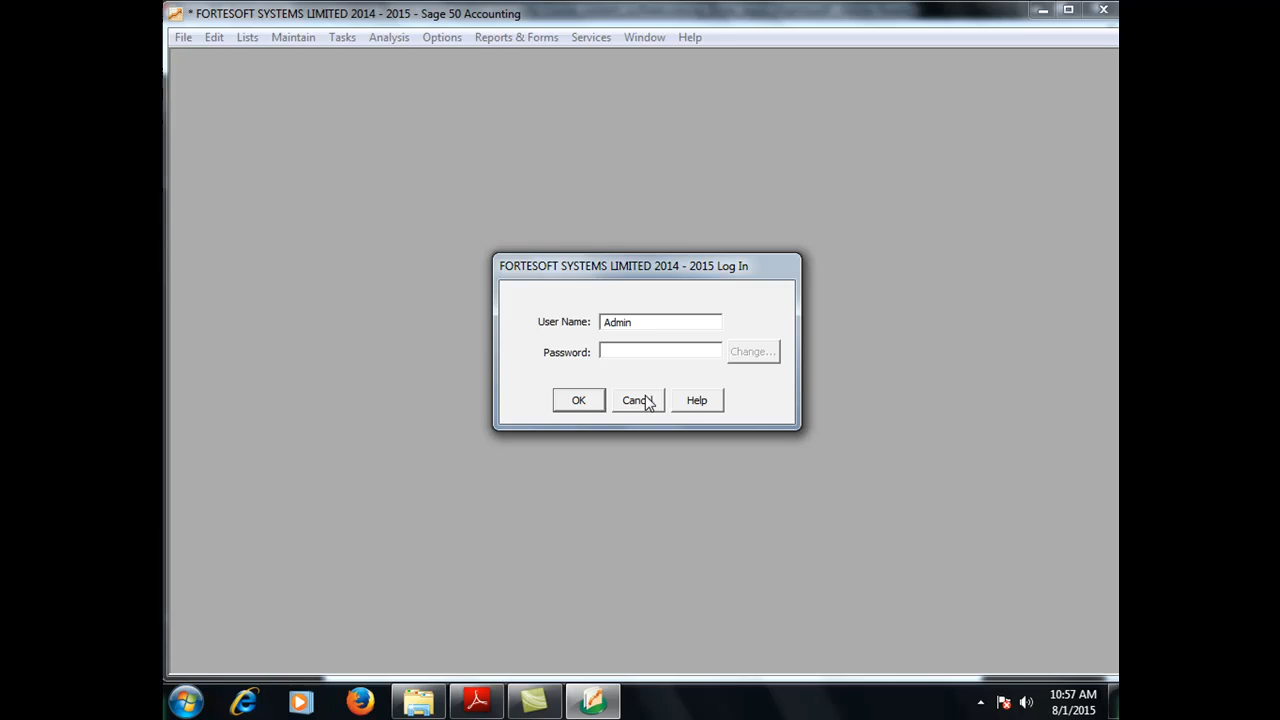 * FORTESOFT SYSTEMS LIMITED 2014 - 2015 - Sage 50 Accounting
File Edit Lists Maintain Tasks Analysis Options Reports & Forms Services Window Help
FORTESOFT SYSTEMS LIMITED 2014 - 2015 Log In
User Name: Admin
Password: Change...
OK Cancel Help
10:57 AM
8/1/2015